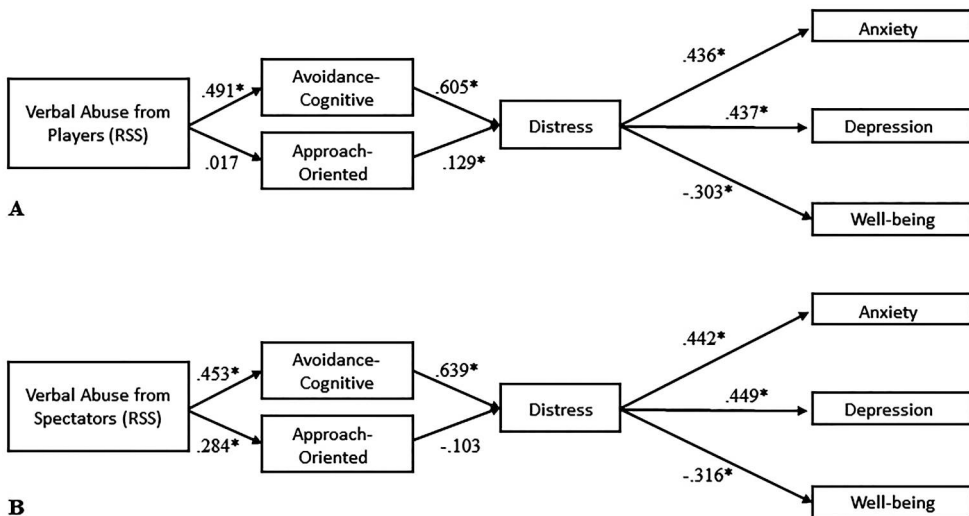 Anxiety
.436*
.491*
Avoidance-
Cognitive
.605*
Verbal Abuse from
Players (RSS)
Distress
.437*
Depression
.017
Approach-
Oriented
.129*
-.303*
A
Well-being
Anxiety
.442*
.453*
Avoidance-
Cognitive
.639*
Verbal Abuse from
Spectators (RSS)
Distress
.449*
Depression
.284*
Approach-
Oriented
-.103
-.316*
B
Well-being